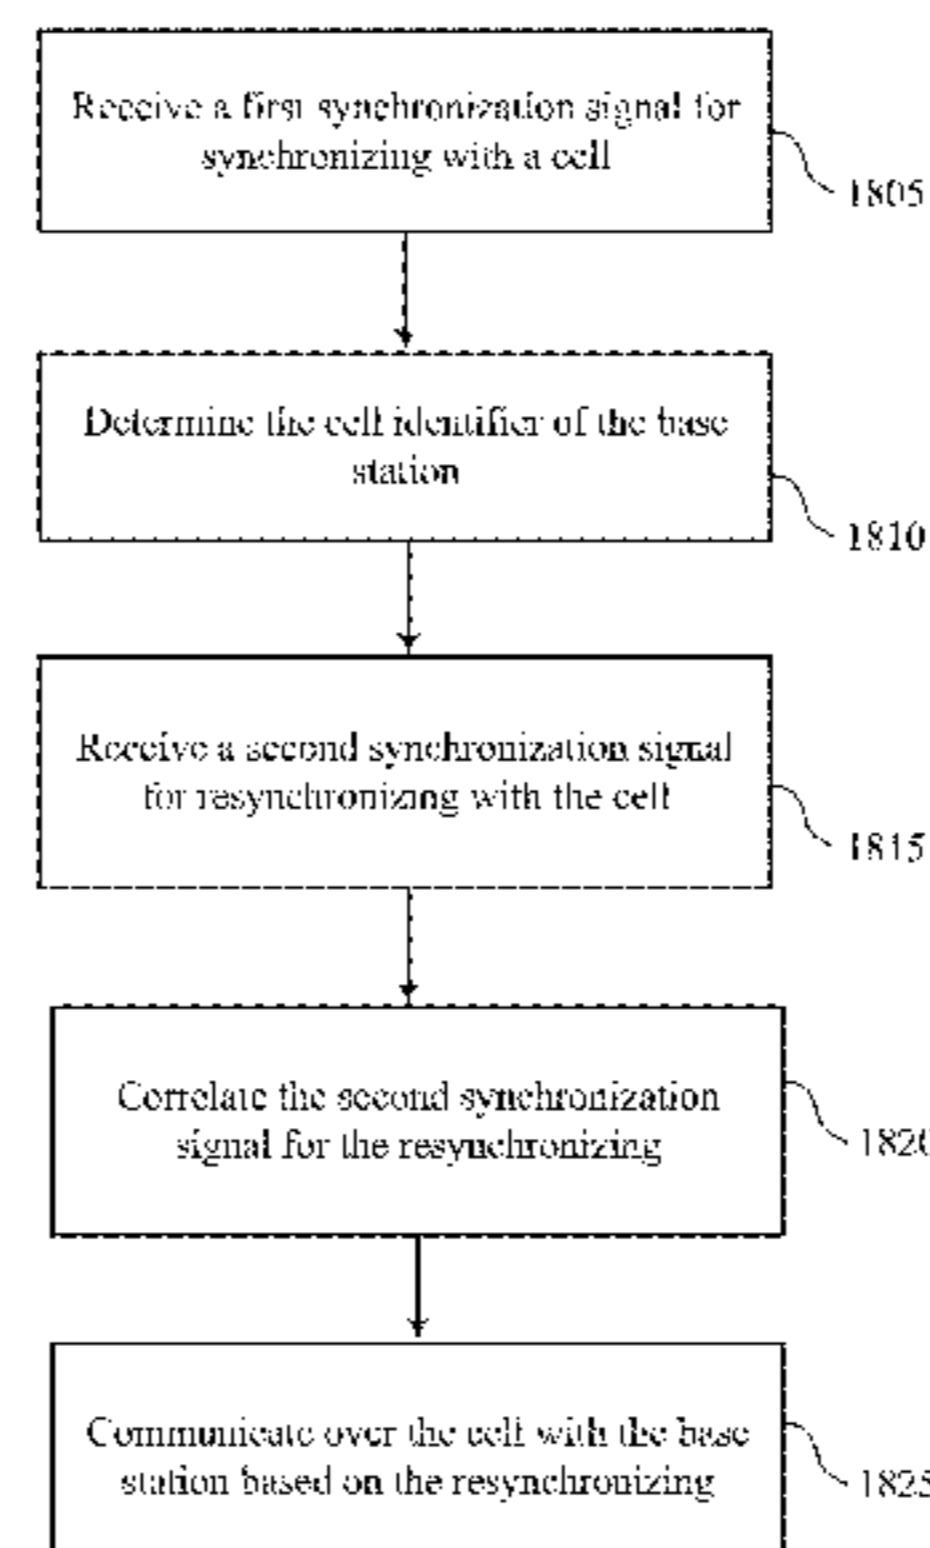 Receive a first synchronization signal for
synchronizing with a cell
1805
Determine the cell identifier of the base
station
1810
Receive a second synchronization signal
for resynchronizing with the cell
1815
Correlate the second synchronization
signal for the resynchronizing
1820
Communicate over the cell with the base
station based on the resynchronizing
1825